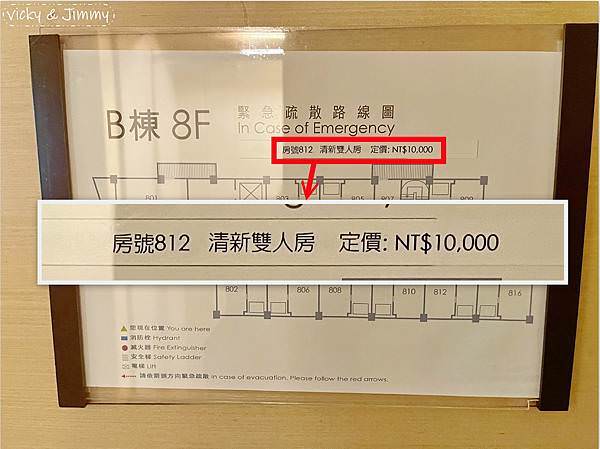 Vicky & Jimmy
B棟 8F
緊急疏散路線圖
In Case of Emergency
房號812 清新雙人房 定價: NT$10,000
801 803 805 807 809
房號812 清新雙人房 定價: NT$10,000
802 806 808 810 812 816
您現在位置 You are here
消防栓 Hydrant
滅火器 Fire Extinguisher
安全梯 Safety Ladder
電梯 Lift
請依箭頭方向緊急疏散 In case of evacuation, Please follow the red arrows.